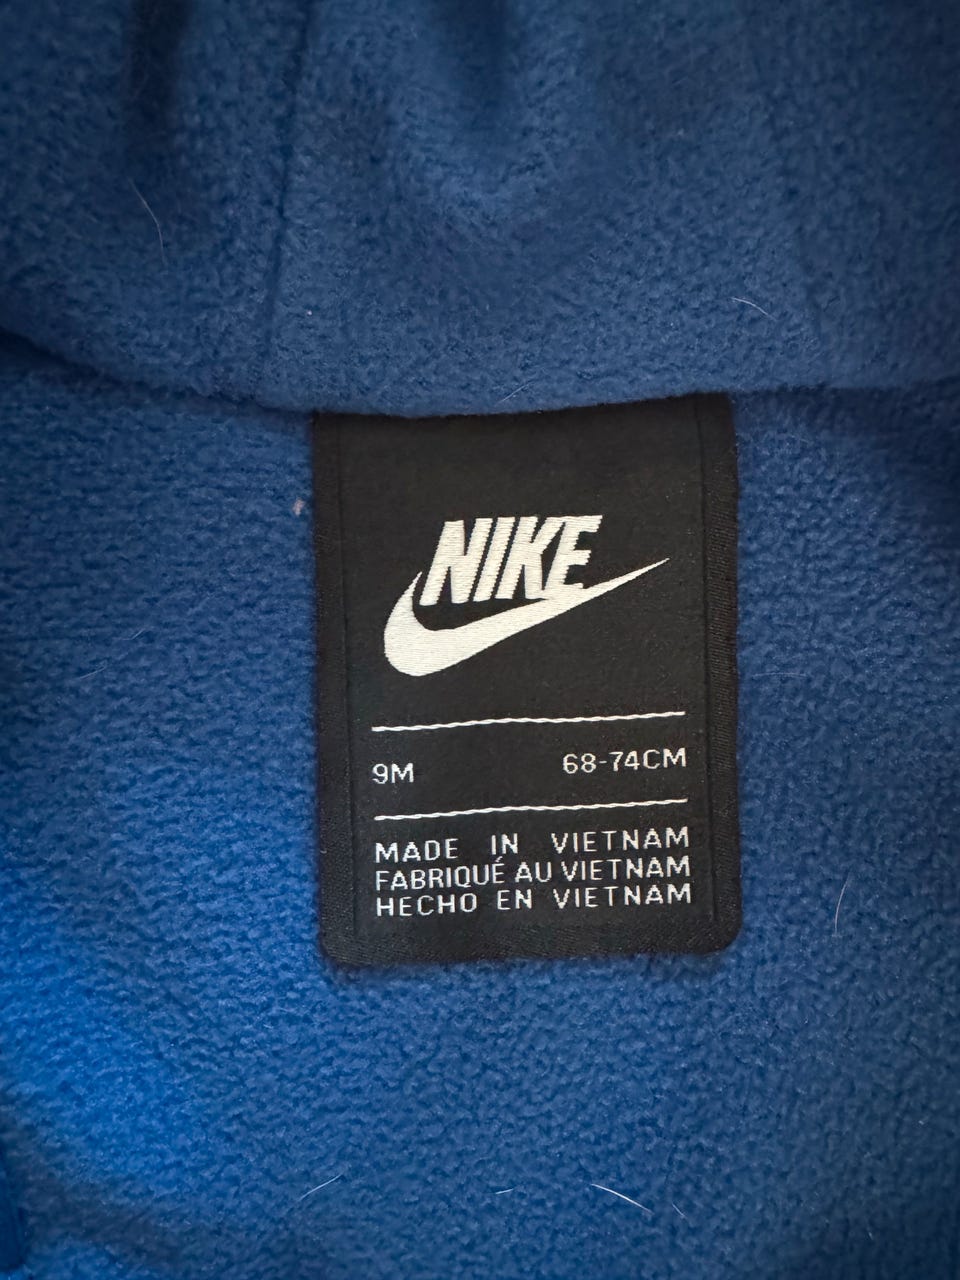 NIKE
9M 68-74CM
MADE IN VIETNAM
FABRIQUÉ AU VIETNAM
HECHO EN VIETNAM